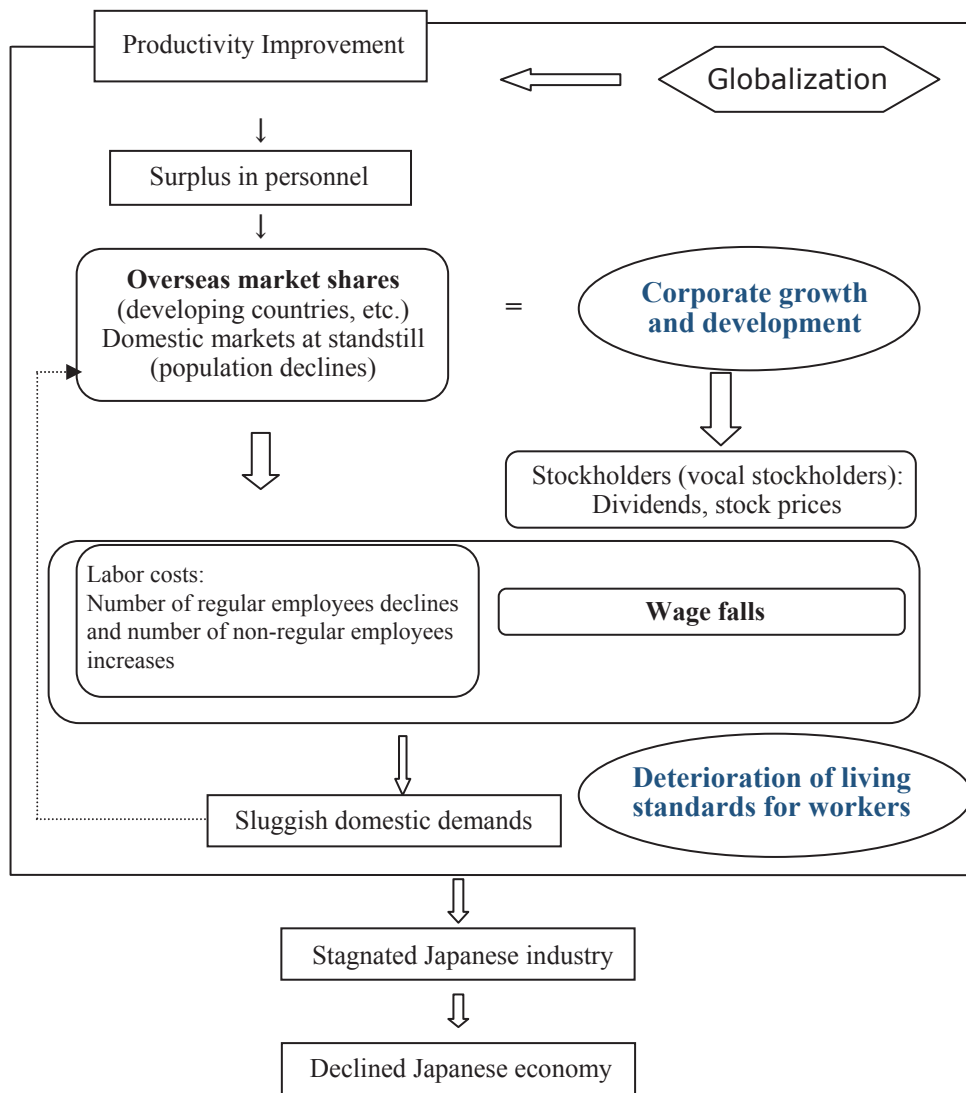 Productivity Improvement
Globalization
↓
Surplus in personnel
↓
Overseas market shares
(developing countries, etc.)
Domestic markets at standstill
(population declines)
=
Corporate growth
and development
Stockholders (vocal stockholders):
Dividends, stock prices
Labor costs:
Number of regular employees declines
and number of non-regular employees
increases
Wage falls
Deterioration of living
standards for workers
Sluggish domestic demands
Stagnated Japanese industry
Declined Japanese economy